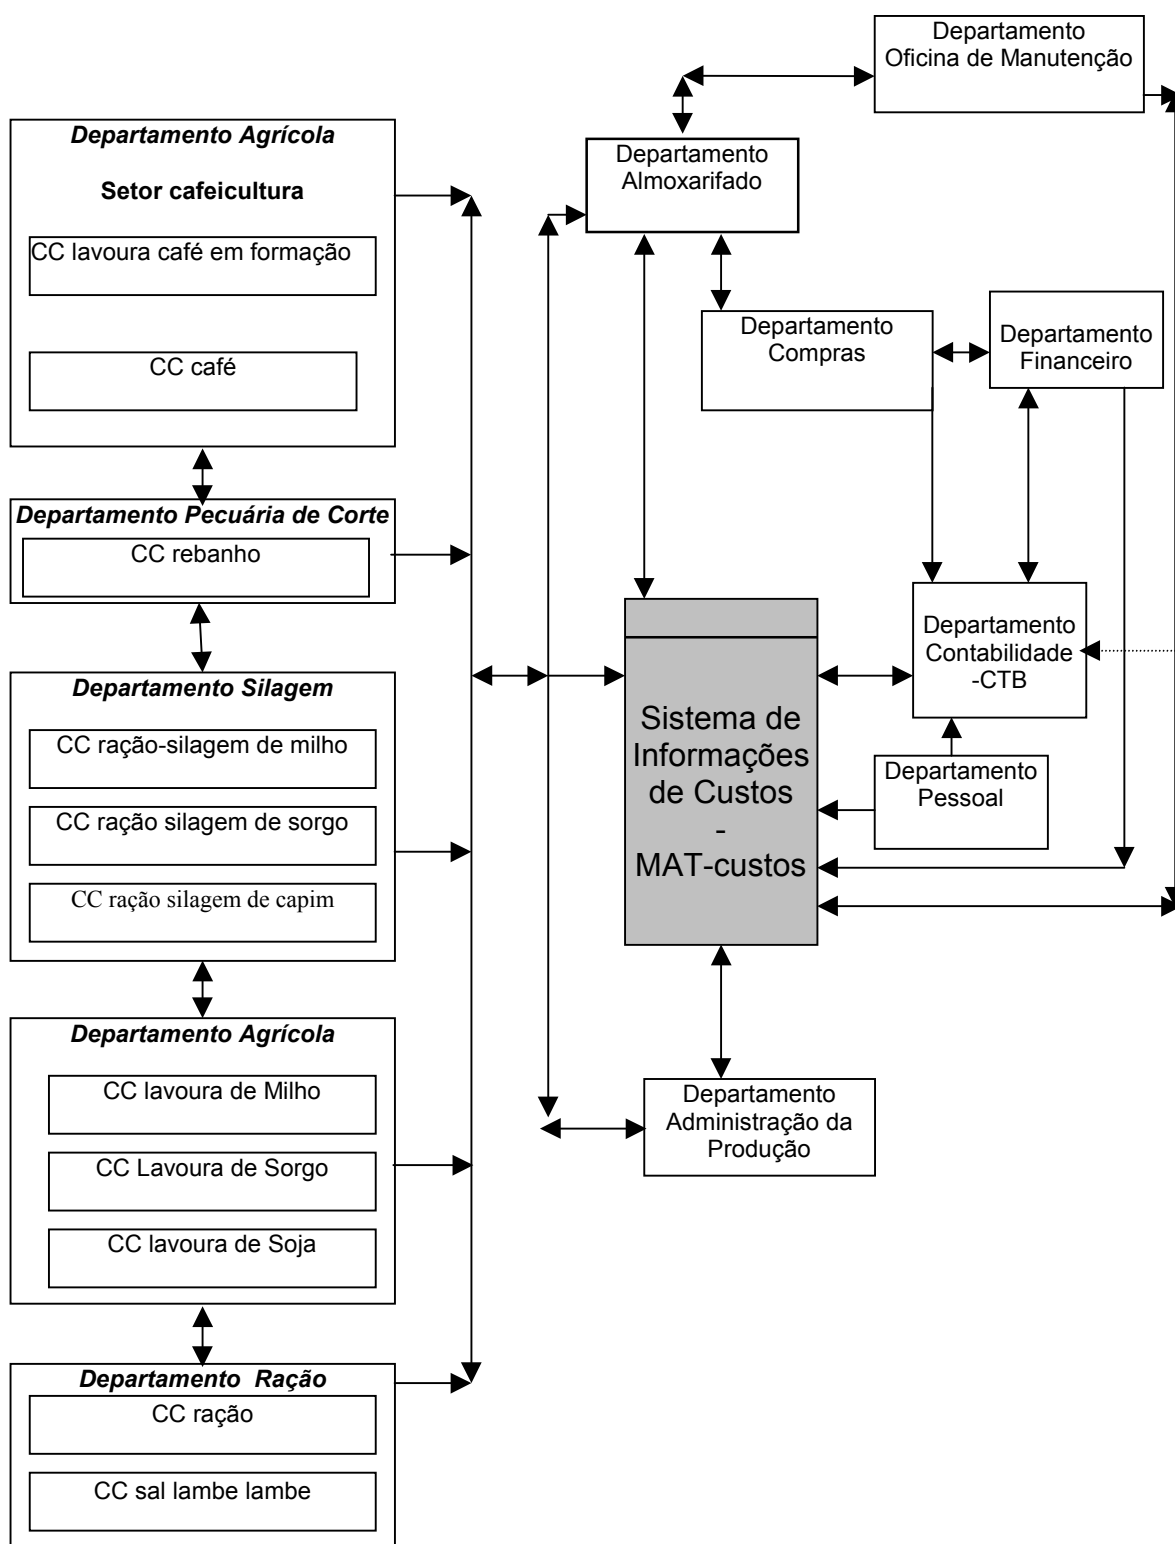 Departamento
Oficina de Manutenção
Departamento Agrícola
Setor cafeicultura
CC lavoura café em formação
CC café
Departamento
Almoxarifado
Departamento
Compras
Departamento
Financeiro
Departamento Pecuária de Corte
CC rebanho
Departamento Silagem
CC ração-silagem de milho
CC ração silagem de sorgo
CC ração silagem de capim
Sistema de
Informações
de Custos
-
MAT-custos
Departamento
Contabilidade
-CTB
Departamento
Pessoal
Departamento Agrícola
CC lavoura de Milho
CC Lavoura de Sorgo
CC lavoura de Soja
Departamento
Administração da
Produção
Departamento Ração
CC ração
CC sal lambe lambe